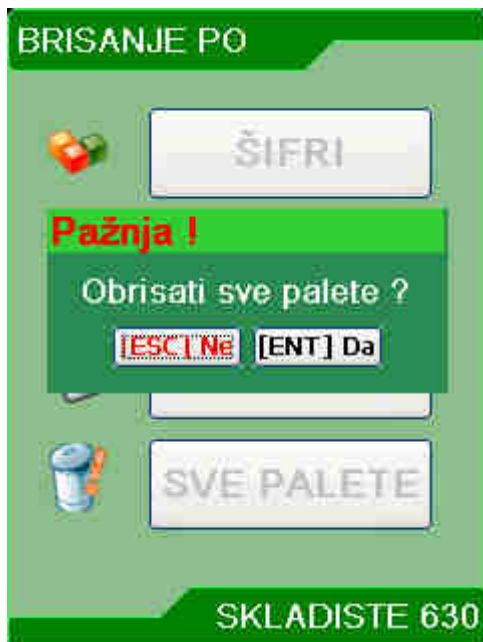 BRISANJE PO
ŠIFRI
Pažnja !
Obrisati sve palete ?
[ESC] Ne [ENT] Da
SVE PALETE
SKLADISTE 630